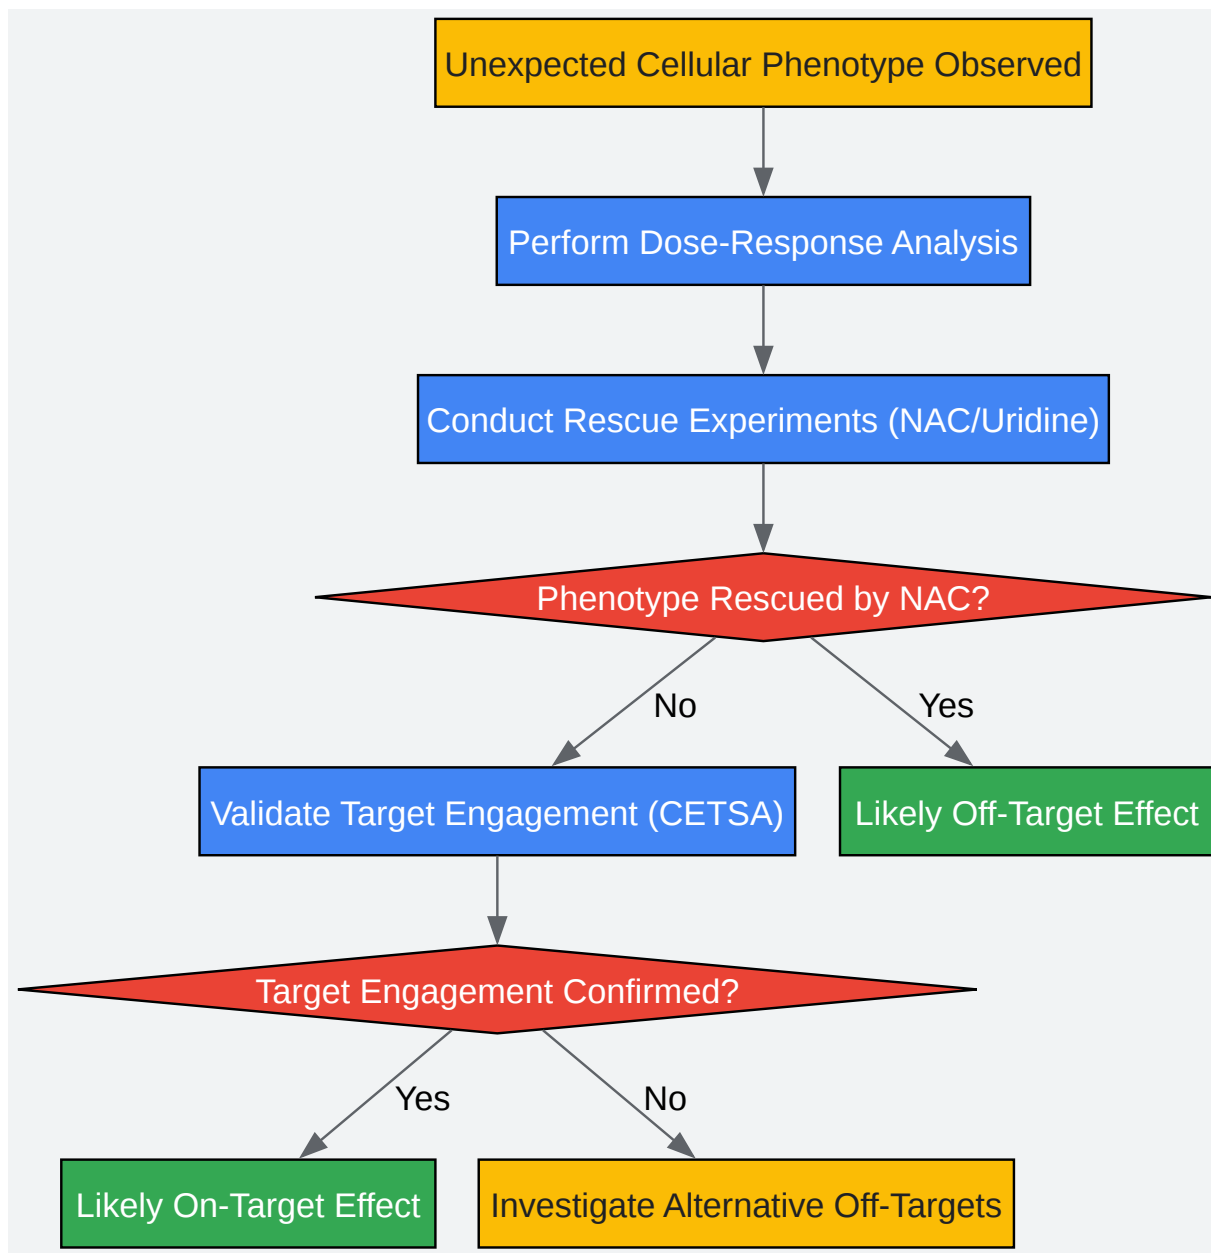 Unexpected Cellular Phenotype Observed
Perform Dose-Response Analysis
Conduct Rescue Experiments (NAC/Uridine)
Phenotype Rescued by NAC?
No
Yes
Validate Target Engagement (CETSA)
Likely Off-Target Effect
Target Engagement Confirmed?
Yes
No
Likely On-Target Effect
Investigate Alternative Off-Targets